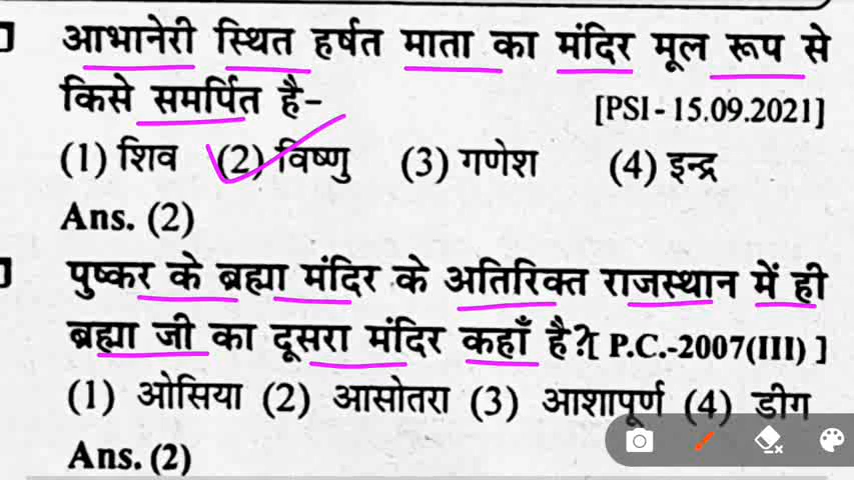 आभानेरी स्थित हर्षत माता का मंदिर मूल रूप से
किसे समर्पित है- [PSI - 15.09.2021]
(1) शिव (2) विष्णु (3) गणेश (4) इन्द्र
Ans. (2)
पुष्कर के ब्रह्मा मंदिर के अतिरिक्त राजस्थान में ही
ब्रह्मा जी का दूसरा मंदिर कहाँ है?[ P.C.-2007(III) ]
(1) ओसिया (2) आसोतरा (3) आशापूर्ण (4) डीग
Ans. (2)